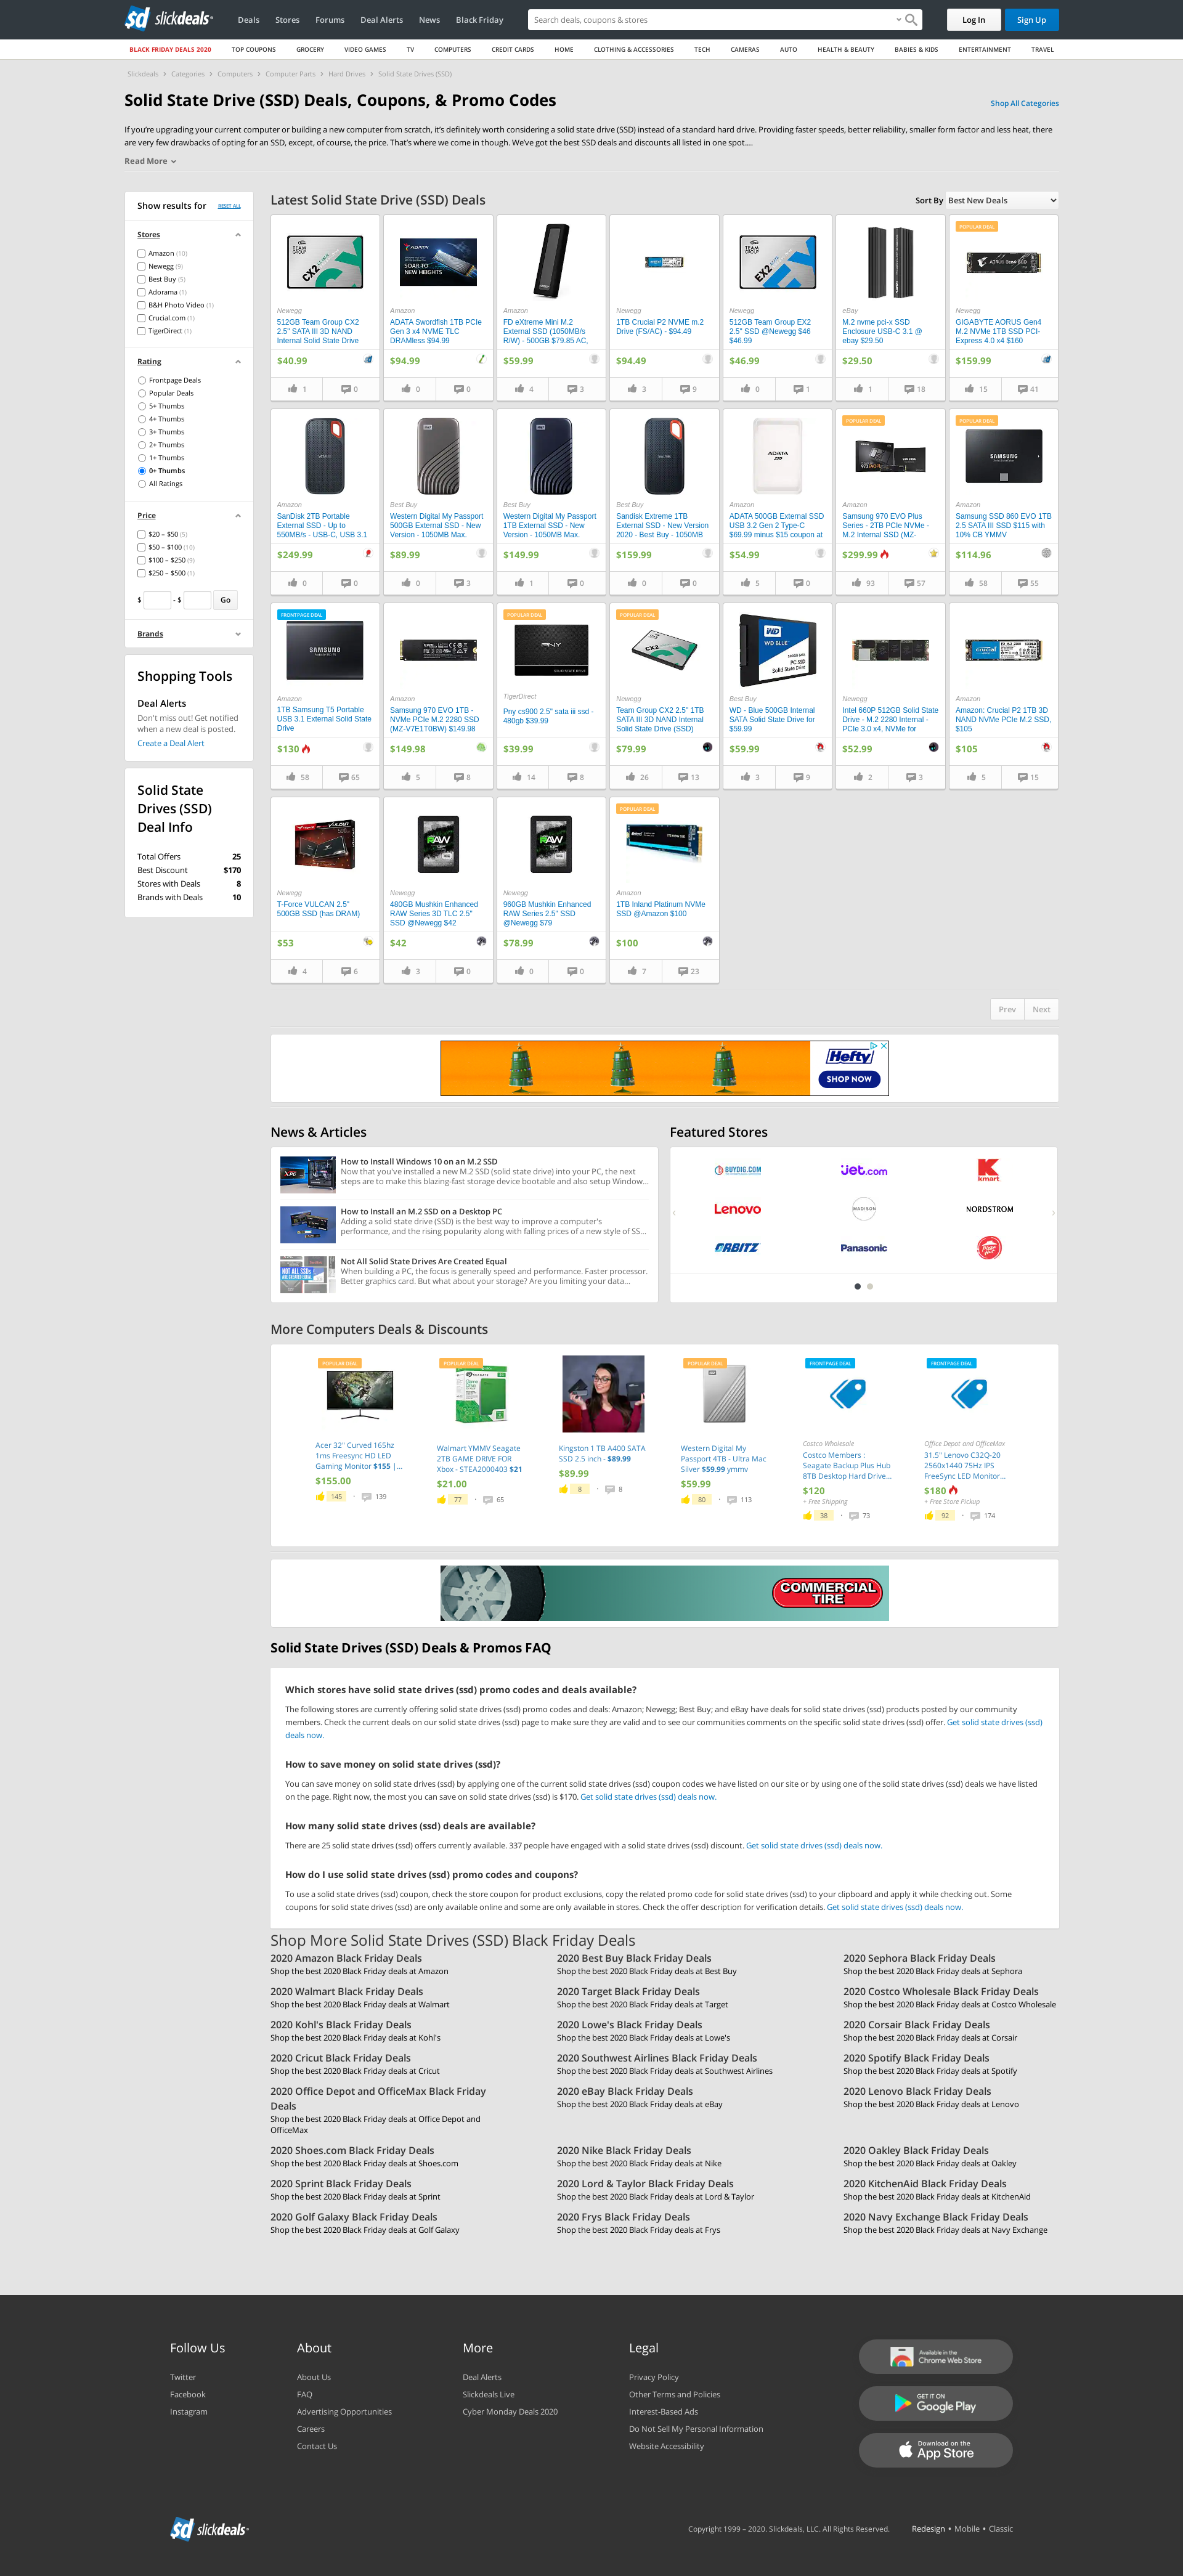 sd slickdeals
Deals Stores Forums Deal Alerts News Black Friday
Search deals, coupons & stores
Log In Sign Up
BLACK FRIDAY DEALS 2020 TOP COUPONS GROCERY VIDEO GAMES TV COMPUTERS CREDIT CARDS HOME CLOTHING & ACCESSORIES TECH CAMERAS AUTO HEALTH & BEAUTY BABIES & KIDS ENTERTAINMENT TRAVEL
Slickdeals Categories Computers Computer Parts Hard Drives Solid State Drives (SSD)
Solid State Drive (SSD) Deals, Coupons, & Promo Codes
Shop All Categories
If you're upgrading your current computer or building a new computer from scratch, it's definitely worth considering a solid state drive (SSD) instead of a standard hard drive. Providing faster speeds, better reliability, smaller form factor and less heat, there
are very few drawbacks of opting for an SSD, except, of course, the price. That's where we come in though. We've got the best SSD deals and discounts all listed in one spot....
Read More
Show results for RESET ALL
Stores
Amazon (10)
Newegg (9)
Best Buy (5)
Adorama (1)
B&H Photo Video (1)
Crucial.com (1)
TigerDirect (1)
Rating
Frontpage Deals
Popular Deals
5+ Thumbs
4+ Thumbs
3+ Thumbs
2+ Thumbs
1+ Thumbs
0+ Thumbs
All Ratings
Price
$20 – $50 (5)
$50 – $100 (10)
$100 – $250 (9)
$250 – $500 (1)
$ - $ Go
Brands
Shopping Tools
Deal Alerts
Don't miss out! Get notified
when a new deal is posted.
Create a Deal Alert
Solid State
Drives (SSD)
Deal Info
Total Offers 25
Best Discount $170
Stores with Deals 8
Brands with Deals 10
Latest Solid State Drive (SSD) Deals
Sort By Best New Deals
Newegg
512GB Team Group CX2
2.5" SATA III 3D NAND
Internal Solid State Drive
$40.99
1 0
Amazon
ADATA Swordfish 1TB PCIe
Gen 3 x4 NVME TLC
DRAMless $94.99
$94.99
0 0
Amazon
FD eXtreme Mini M.2
External SSD (1050MB/s
R/W) - 500GB $79.85 AC,
$59.99
4 3
Newegg
1TB Crucial P2 NVME m.2
Drive (FS/AC) - $94.49
$94.49
3 9
Newegg
512GB Team Group EX2
2.5" SSD @Newegg $46
$46.99
$46.99
0 1
eBay
M.2 nvme pci-x SSD
Enclosure USB-C 3.1 @
ebay $29.50
$29.50
1 18
POPULAR DEAL
Newegg
GIGABYTE AORUS Gen4
M.2 NVMe 1TB SSD PCI-
Express 4.0 x4 $160
$159.99
15 41
Amazon
SanDisk 2TB Portable
External SSD - Up to
550MB/s - USB-C, USB 3.1
$249.99
0 0
Best Buy
Western Digital My Passport
500GB External SSD - New
Version - 1050MB Max.
$89.99
0 3
Best Buy
Western Digital My Passport
1TB External SSD - New
Version - 1050MB Max.
$149.99
1 0
Best Buy
Sandisk Extreme 1TB
External SSD - New Version
2020 - Best Buy - 1050MB
$159.99
0 0
Amazon
ADATA 500GB External SSD
USB 3.2 Gen 2 Type-C
$69.99 minus $15 coupon at
$54.99
5 0
POPULAR DEAL
Amazon
Samsung 970 EVO Plus
Series - 2TB PCIe NVMe -
M.2 Internal SSD (MZ-
$299.99
93 57
POPULAR DEAL
Amazon
Samsung SSD 860 EVO 1TB
2.5 SATA III SSD $115 with
10% CB YMMV
$114.96
58 55
FRONTPAGE DEAL
Amazon
1TB Samsung T5 Portable
USB 3.1 External Solid State
Drive
$130
58 65
Amazon
Samsung 970 EVO 1TB -
NVMe PCIe M.2 2280 SSD
(MZ-V7E1T0BW) $149.98
$149.98
5 8
POPULAR DEAL
TigerDirect
Pny cs900 2.5" sata iii ssd -
480gb $39.99
$39.99
14 8
POPULAR DEAL
Newegg
Team Group CX2 2.5" 1TB
SATA III 3D NAND Internal
Solid State Drive (SSD)
$79.99
26 13
Best Buy
WD - Blue 500GB Internal
SATA Solid State Drive for
$59.99
$59.99
3 9
Newegg
Intel 660P 512GB Solid State
Drive - M.2 2280 Internal -
PCIe 3.0 x4, NVMe for
$52.99
2 3
Amazon
Amazon: Crucial P2 1TB 3D
NAND NVMe PCIe M.2 SSD,
$105
$105
5 15
Newegg
T-Force VULCAN 2.5"
500GB SSD (has DRAM)
$53
4 6
Newegg
480GB Mushkin Enhanced
RAW Series 3D TLC 2.5"
SSD @Newegg $42
$42
3 0
Newegg
960GB Mushkin Enhanced
RAW Series 2.5" SSD
@Newegg $79
$78.99
0 0
POPULAR DEAL
Amazon
1TB Inland Platinum NVMe
SSD @Amazon $100
$100
7 23
Prev Next
Hefty
SHOP NOW
News & Articles
How to Install Windows 10 on an M.2 SSD
Now that you've installed a new M.2 SSD (solid state drive) into your PC, the next
steps are to make this blazing-fast storage device bootable and also setup Window...
How to Install an M.2 SSD on a Desktop PC
Adding a solid state drive (SSD) is the best way to improve a computer's
performance, and the rising popularity along with falling prices of a new style of SS...
Not All Solid State Drives Are Created Equal
When building a PC, the focus is generally speed and performance. Faster processor.
Better graphics card. But what about your storage? Are you limiting your data...
Featured Stores
BUYDIG.COM jet.com kmart
Lenovo MADISON NORDSTROM
ORBITZ Panasonic Pizza Hut
More Computers Deals & Discounts
POPULAR DEAL
Acer 32" Curved 165hz
1ms Freesync HD LED
Gaming Monitor $155 |...
$155.00
145 139
POPULAR DEAL
Walmart YMMV Seagate
2TB GAME DRIVE FOR
Xbox - STEA2000403 $21
$21.00
77 65
Kingston 1 TB A400 SATA
SSD 2.5 inch - $89.99
$89.99
8 8
POPULAR DEAL
Western Digital My
Passport 4TB - Ultra Mac
Silver $59.99 ymmv
$59.99
80 113
FRONTPAGE DEAL
Costco Wholesale
Costco Members :
Seagate Backup Plus Hub
8TB Desktop Hard Drive...
$120
+ Free Shipping
38 73
FRONTPAGE DEAL
Office Depot and OfficeMax
31.5" Lenovo C32Q-20
2560x1440 75Hz IPS
FreeSync LED Monitor...
$180
+ Free Store Pickup
92 174
COMMERCIAL TIRE
Solid State Drives (SSD) Deals & Promos FAQ
Which stores have solid state drives (ssd) promo codes and deals available?
The following stores are currently offering solid state drives (ssd) promo codes and deals: Amazon; Newegg; Best Buy; and eBay have deals for solid state drives (ssd) products posted by our community
members. Check the current deals on our solid state drives (ssd) page to make sure they are valid and to see our communities comments on the specific solid state drives (ssd) offer. Get solid state drives (ssd)
deals now.
How to save money on solid state drives (ssd)?
You can save money on solid state drives (ssd) by applying one of the current solid state drives (ssd) coupon codes we have listed on our site or by using one of the solid state drives (ssd) deals we have listed
on the page. Right now, the most you can save on solid state drives (ssd) is $170. Get solid state drives (ssd) deals now.
How many solid state drives (ssd) deals are available?
There are 25 solid state drives (ssd) offers currently available. 337 people have engaged with a solid state drives (ssd) discount. Get solid state drives (ssd) deals now.
How do I use solid state drives (ssd) promo codes and coupons?
To use a solid state drives (ssd) coupon, check the store coupon for product exclusions, copy the related promo code for solid state drives (ssd) to your clipboard and apply it while checking out. Some
coupons for solid state drives (ssd) are only available online and some are only available in stores. Check the offer description for verification details. Get solid state drives (ssd) deals now.
Shop More Solid State Drives (SSD) Black Friday Deals
2020 Amazon Black Friday Deals
Shop the best 2020 Black Friday deals at Amazon
2020 Best Buy Black Friday Deals
Shop the best 2020 Black Friday deals at Best Buy
2020 Sephora Black Friday Deals
Shop the best 2020 Black Friday deals at Sephora
2020 Walmart Black Friday Deals
Shop the best 2020 Black Friday deals at Walmart
2020 Target Black Friday Deals
Shop the best 2020 Black Friday deals at Target
2020 Costco Wholesale Black Friday Deals
Shop the best 2020 Black Friday deals at Costco Wholesale
2020 Kohl's Black Friday Deals
Shop the best 2020 Black Friday deals at Kohl's
2020 Lowe's Black Friday Deals
Shop the best 2020 Black Friday deals at Lowe's
2020 Corsair Black Friday Deals
Shop the best 2020 Black Friday deals at Corsair
2020 Cricut Black Friday Deals
Shop the best 2020 Black Friday deals at Cricut
2020 Southwest Airlines Black Friday Deals
Shop the best 2020 Black Friday deals at Southwest Airlines
2020 Spotify Black Friday Deals
Shop the best 2020 Black Friday deals at Spotify
2020 Office Depot and OfficeMax Black Friday
Deals
Shop the best 2020 Black Friday deals at Office Depot and
OfficeMax
2020 eBay Black Friday Deals
Shop the best 2020 Black Friday deals at eBay
2020 Lenovo Black Friday Deals
Shop the best 2020 Black Friday deals at Lenovo
2020 Shoes.com Black Friday Deals
Shop the best 2020 Black Friday deals at Shoes.com
2020 Nike Black Friday Deals
Shop the best 2020 Black Friday deals at Nike
2020 Oakley Black Friday Deals
Shop the best 2020 Black Friday deals at Oakley
2020 Sprint Black Friday Deals
Shop the best 2020 Black Friday deals at Sprint
2020 Lord & Taylor Black Friday Deals
Shop the best 2020 Black Friday deals at Lord & Taylor
2020 KitchenAid Black Friday Deals
Shop the best 2020 Black Friday deals at KitchenAid
2020 Golf Galaxy Black Friday Deals
Shop the best 2020 Black Friday deals at Golf Galaxy
2020 Frys Black Friday Deals
Shop the best 2020 Black Friday deals at Frys
2020 Navy Exchange Black Friday Deals
Shop the best 2020 Black Friday deals at Navy Exchange
Follow Us
Twitter
Facebook
Instagram
About
About Us
FAQ
Advertising Opportunities
Careers
Contact Us
More
Deal Alerts
Slickdeals Live
Cyber Monday Deals 2020
Legal
Privacy Policy
Other Terms and Policies
Interest-Based Ads
Do Not Sell My Personal Information
Website Accessibility
Available in the
Chrome Web Store
GET IT ON
Google Play
Download on the
App Store
sd slickdeals
Copyright 1999 – 2020. Slickdeals, LLC. All Rights Reserved. Redesign • Mobile • Classic